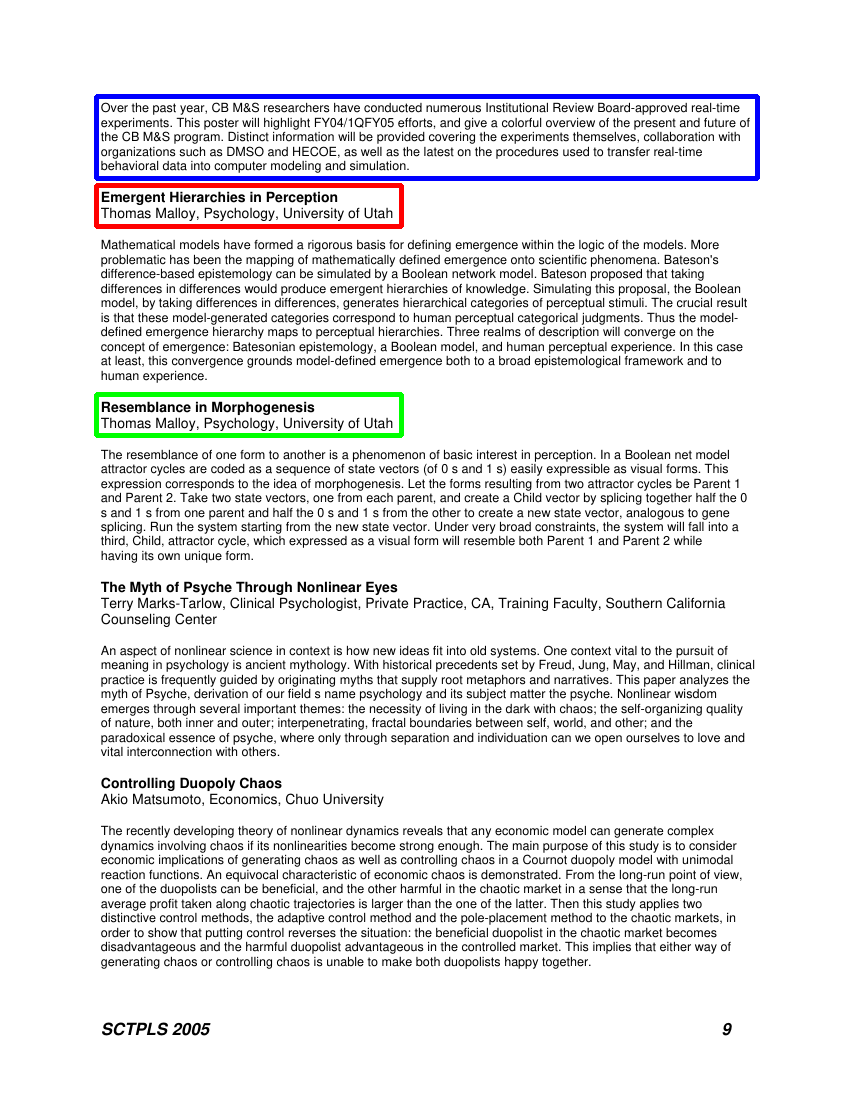 Over the past year, CB M&S researchers have conducted numerous Institutional Review Board-approved real-time
experiments. This poster will highlight FY04/1QFY05 efforts, and give a colorful overview of the present and future of
the CB M&S program. Distinct information will be provided covering the experiments themselves, collaboration with
organizations such as DMSO and HECOE, as well as the latest on the procedures used to transfer real-time
behavioral data into computer modeling and simulation.
Emergent Hierarchies in Perception
Thomas Malloy, Psychology, University of Utah
Mathematical models have formed a rigorous basis for defining emergence within the logic of the models. More
problematic has been the mapping of mathematically defined emergence onto scientific phenomena. Bateson's
difference-based epistemology can be simulated by a Boolean network model. Bateson proposed that taking
differences in differences would produce emergent hierarchies of knowledge. Simulating this proposal, the Boolean
model, by taking differences in differences, generates hierarchical categories of perceptual stimuli. The crucial result
is that these model-generated categories correspond to human perceptual categorical judgments. Thus the model-
defined emergence hierarchy maps to perceptual hierarchies. Three realms of description will converge on the
concept of emergence: Batesonian epistemology, a Boolean model, and human perceptual experience. In this case
at least, this convergence grounds model-defined emergence both to a broad epistemological framework and to
human experience.
Resemblance in Morphogenesis
Thomas Malloy, Psychology, University of Utah
The resemblance of one form to another is a phenomenon of basic interest in perception. In a Boolean net model
attractor cycles are coded as a sequence of state vectors (of 0 s and 1 s) easily expressible as visual forms. This
expression corresponds to the idea of morphogenesis. Let the forms resulting from two attractor cycles be Parent 1
and Parent 2. Take two state vectors, one from each parent, and create a Child vector by splicing together half the 0
s and 1 s from one parent and half the 0 s and 1 s from the other to create a new state vector, analogous to gene
splicing. Run the system starting from the new state vector. Under very broad constraints, the system will fall into a
third, Child, attractor cycle, which expressed as a visual form will resemble both Parent 1 and Parent 2 while
having its own unique form.
The Myth of Psyche Through Nonlinear Eyes
Terry Marks-Tarlow, Clinical Psychologist, Private Practice, CA, Training Faculty, Southern California
Counseling Center
An aspect of nonlinear science in context is how new ideas fit into old systems. One context vital to the pursuit of
meaning in psychology is ancient mythology. With historical precedents set by Freud, Jung, May, and Hillman, clinical
practice is frequently guided by originating myths that supply root metaphors and narratives. This paper analyzes the
myth of Psyche, derivation of our field s name psychology and its subject matter the psyche. Nonlinear wisdom
emerges through several important themes: the necessity of living in the dark with chaos; the self-organizing quality
of nature, both inner and outer; interpenetrating, fractal boundaries between self, world, and other; and the
paradoxical essence of psyche, where only through separation and individuation can we open ourselves to love and
vital interconnection with others.
Controlling Duopoly Chaos
Akio Matsumoto, Economics, Chuo University
The recently developing theory of nonlinear dynamics reveals that any economic model can generate complex
dynamics involving chaos if its nonlinearities become strong enough. The main purpose of this study is to consider
economic implications of generating chaos as well as controlling chaos in a Cournot duopoly model with unimodal
reaction functions. An equivocal characteristic of economic chaos is demonstrated. From the long-run point of view,
one of the duopolists can be beneficial, and the other harmful in the chaotic market in a sense that the long-run
average profit taken along chaotic trajectories is larger than the one of the latter. Then this study applies two
distinctive control methods, the adaptive control method and the pole-placement method to the chaotic markets, in
order to show that putting control reverses the situation: the beneficial duopolist in the chaotic market becomes
disadvantageous and the harmful duopolist advantageous in the controlled market. This implies that either way of
generating chaos or controlling chaos is unable to make both duopolists happy together.
SCTPLS 2005 9